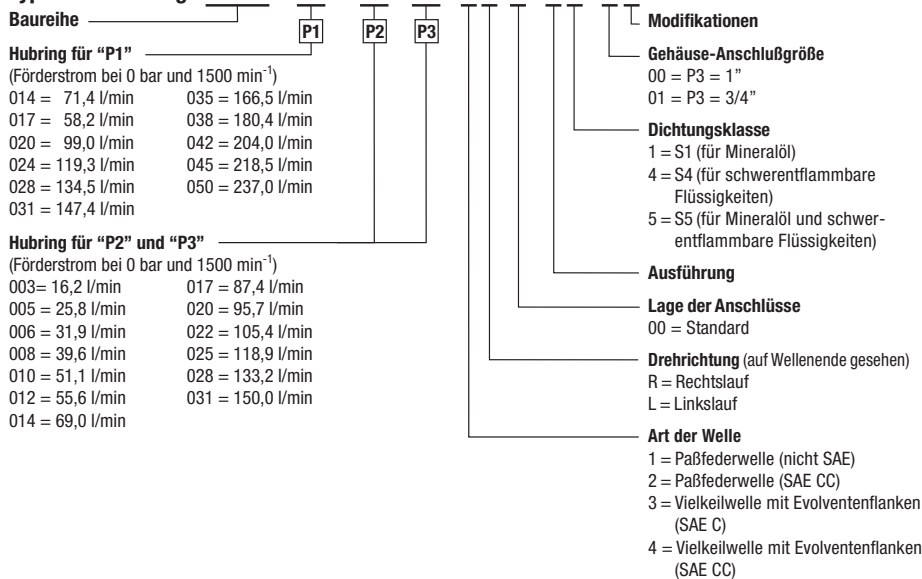 Baureihe
P1
P2
P3
Hubring für “P1”
(Förderstrom bei 0 bar und 1500 min-1)
014 = 71,4 l/min
017 = 58,2 l/min
020 = 99,0 l/min
024 = 119,3 l/min
028 = 134,5 l/min
031 = 147,4 l/min
035 = 166,5 l/min
038 = 180,4 l/min
042 = 204,0 l/min
045 = 218,5 l/min
050 = 237,0 l/min
Hubring für “P2” und “P3”
(Förderstrom bei 0 bar und 1500 min-1)
003= 16,2 l/min
005 = 25,8 l/min
006 = 31,9 l/min
008 = 39,6 l/min
010 = 51,1 l/min
012 = 55,6 l/min
014 = 69,0 l/min
017 = 87,4 l/min
020 = 95,7 l/min
022 = 105,4 l/min
025 = 118,9 l/min
028 = 133,2 l/min
031 = 150,0 l/min
Modifikationen
Gehäuse-Anschlußgröße
00 = P3 = 1”
01 = P3 = 3/4”
Dichtungsklasse
1 = S1 (für Mineralöl)
4 = S4 (für schwerentflammbare
Flüssigkeiten)
5 = S5 (für Mineralöl und schwer-
entflammbare Flüssigkeiten)
Ausführung
Lage der Anschlüsse
00 = Standard
Drehrichtung (auf Wellenende gesehen)
R = Rechtslauf
L = Linkslauf
Art der Welle
1 = Paßfederwelle (nicht SAE)
2 = Paßfederwelle (SAE CC)
3 = Vielkeilwelle mit Evolventenflanken
(SAE C)
4 = Vielkeilwelle mit Evolventenflanken
(SAE CC)